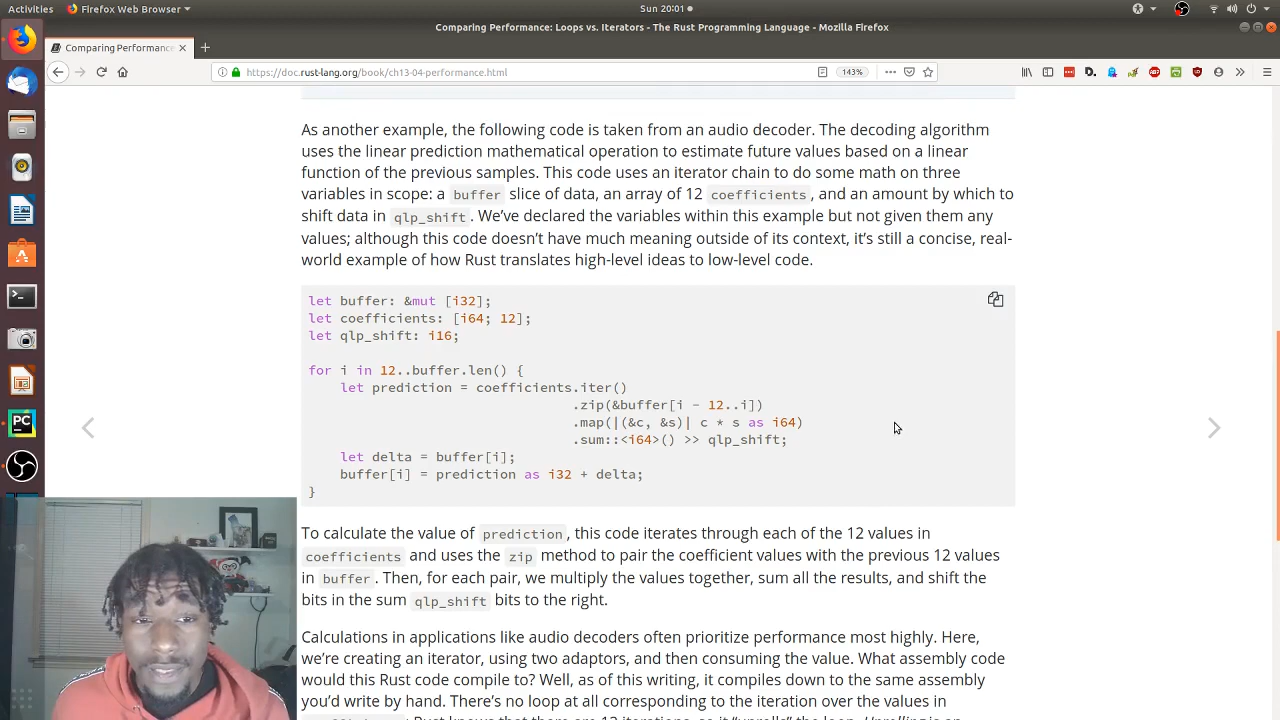 Activities Firefox Web Browser Sun 20:01
Comparing Performance: Loops vs. Iterators - The Rust Programming Language - Mozilla Firefox
Comparing Performance
https://doc.rust-lang.org/book/ch13-04-performance.html 143%
As another example, the following code is taken from an audio decoder. The decoding algorithm
uses the linear prediction mathematical operation to estimate future values based on a linear
function of the previous samples. This code uses an iterator chain to do some math on three
variables in scope: a buffer slice of data, an array of 12 coefficients, and an amount by which to
shift data in qlp_shift. We’ve declared the variables within this example but not given them any
values; although this code doesn’t have much meaning outside of its context, it’s still a concise, real-
world example of how Rust translates high-level ideas to low-level code.
let buffer: &mut [i32];
let coefficients: [i64; 12];
let qlp_shift: i16;
for i in 12..buffer.len() {
let prediction = coefficients.iter()
.zip(&buffer[i - 12..i])
.map(|(&c, &s)| c * s as i64)
.sum::<i64>() >> qlp_shift;
let delta = buffer[i];
buffer[i] = prediction as i32 + delta;
}
To calculate the value of prediction, this code iterates through each of the 12 values in
coefficients and uses the zip method to pair the coefficient values with the previous 12 values
in buffer. Then, for each pair, we multiply the values together, sum all the results, and shift the
bits in the sum qlp_shift bits to the right.
Calculations in applications like audio decoders often prioritize performance most highly. Here,
we’re creating an iterator, using two adaptors, and then consuming the value. What assembly code
would this Rust code compile to? Well, as of this writing, it compiles down to the same assembly
you’d write by hand. There’s no loop at all corresponding to the iteration over the values in